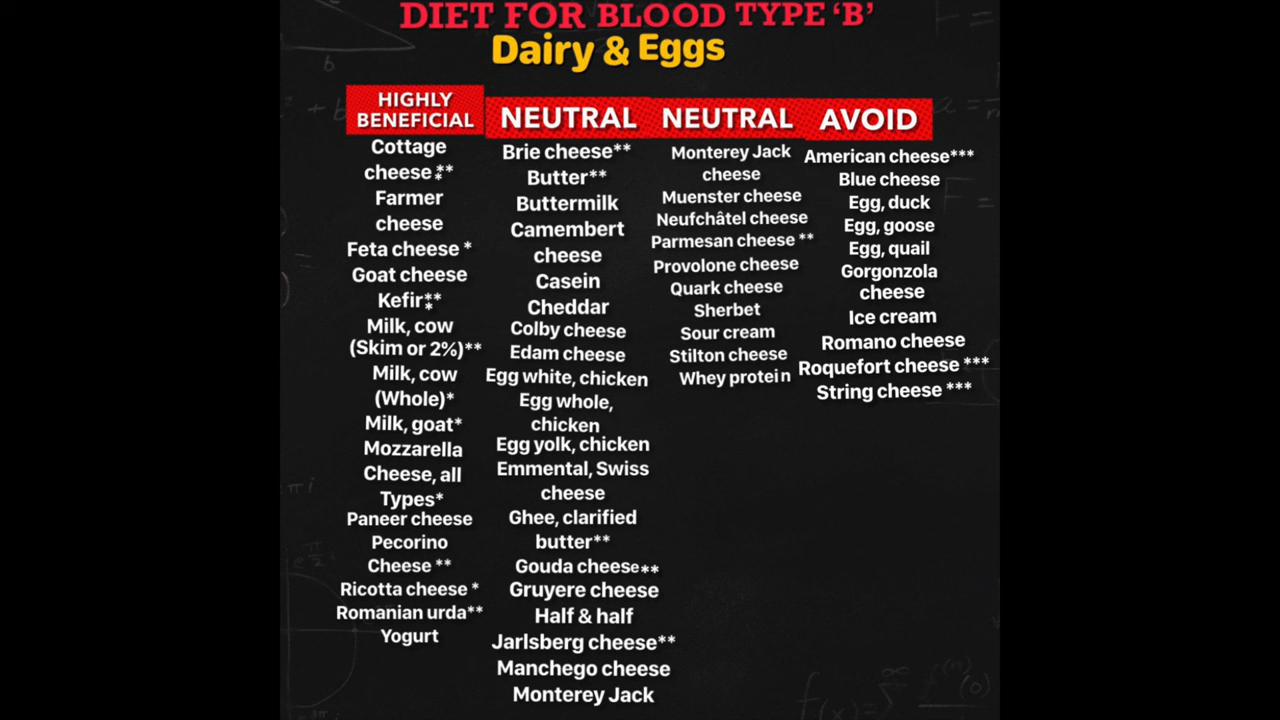 DIET FOR BLOOD TYPE ‘B’
Dairy & Eggs
HIGHLY
BENEFICIAL
Cottage
cheese**
Farmer
cheese
Feta cheese *
Goat cheese
Kefir**
Milk, cow
(Skim or 2%)**
Milk, cow
(Whole)*
Milk, goat*
Mozzarella
Cheese, all
Types*
Paneer cheese
Pecorino
Cheese **
Ricotta cheese *
Romanian urda**
Yogurt
NEUTRAL
Brie cheese**
Butter**
Buttermilk
Camembert
cheese
Casein
Cheddar
Colby cheese
Edam cheese
Egg white, chicken
Egg whole,
chicken
Egg yolk, chicken
Emmental, Swiss
cheese
Ghee, clarified
butter**
Gouda cheese**
Gruyere cheese
Half & half
Jarlsberg cheese**
Manchego cheese
Monterey Jack
NEUTRAL
Monterey Jack
cheese
Muenster cheese
Neufchâtel cheese
Parmesan cheese **
Provolone cheese
Quark cheese
Sherbet
Sour cream
Stilton cheese
Whey protein
AVOID
American cheese***
Blue cheese
Egg, duck
Egg, goose
Egg, quail
Gorgonzola
cheese
Ice cream
Romano cheese
Roquefort cheese ***
String cheese ***